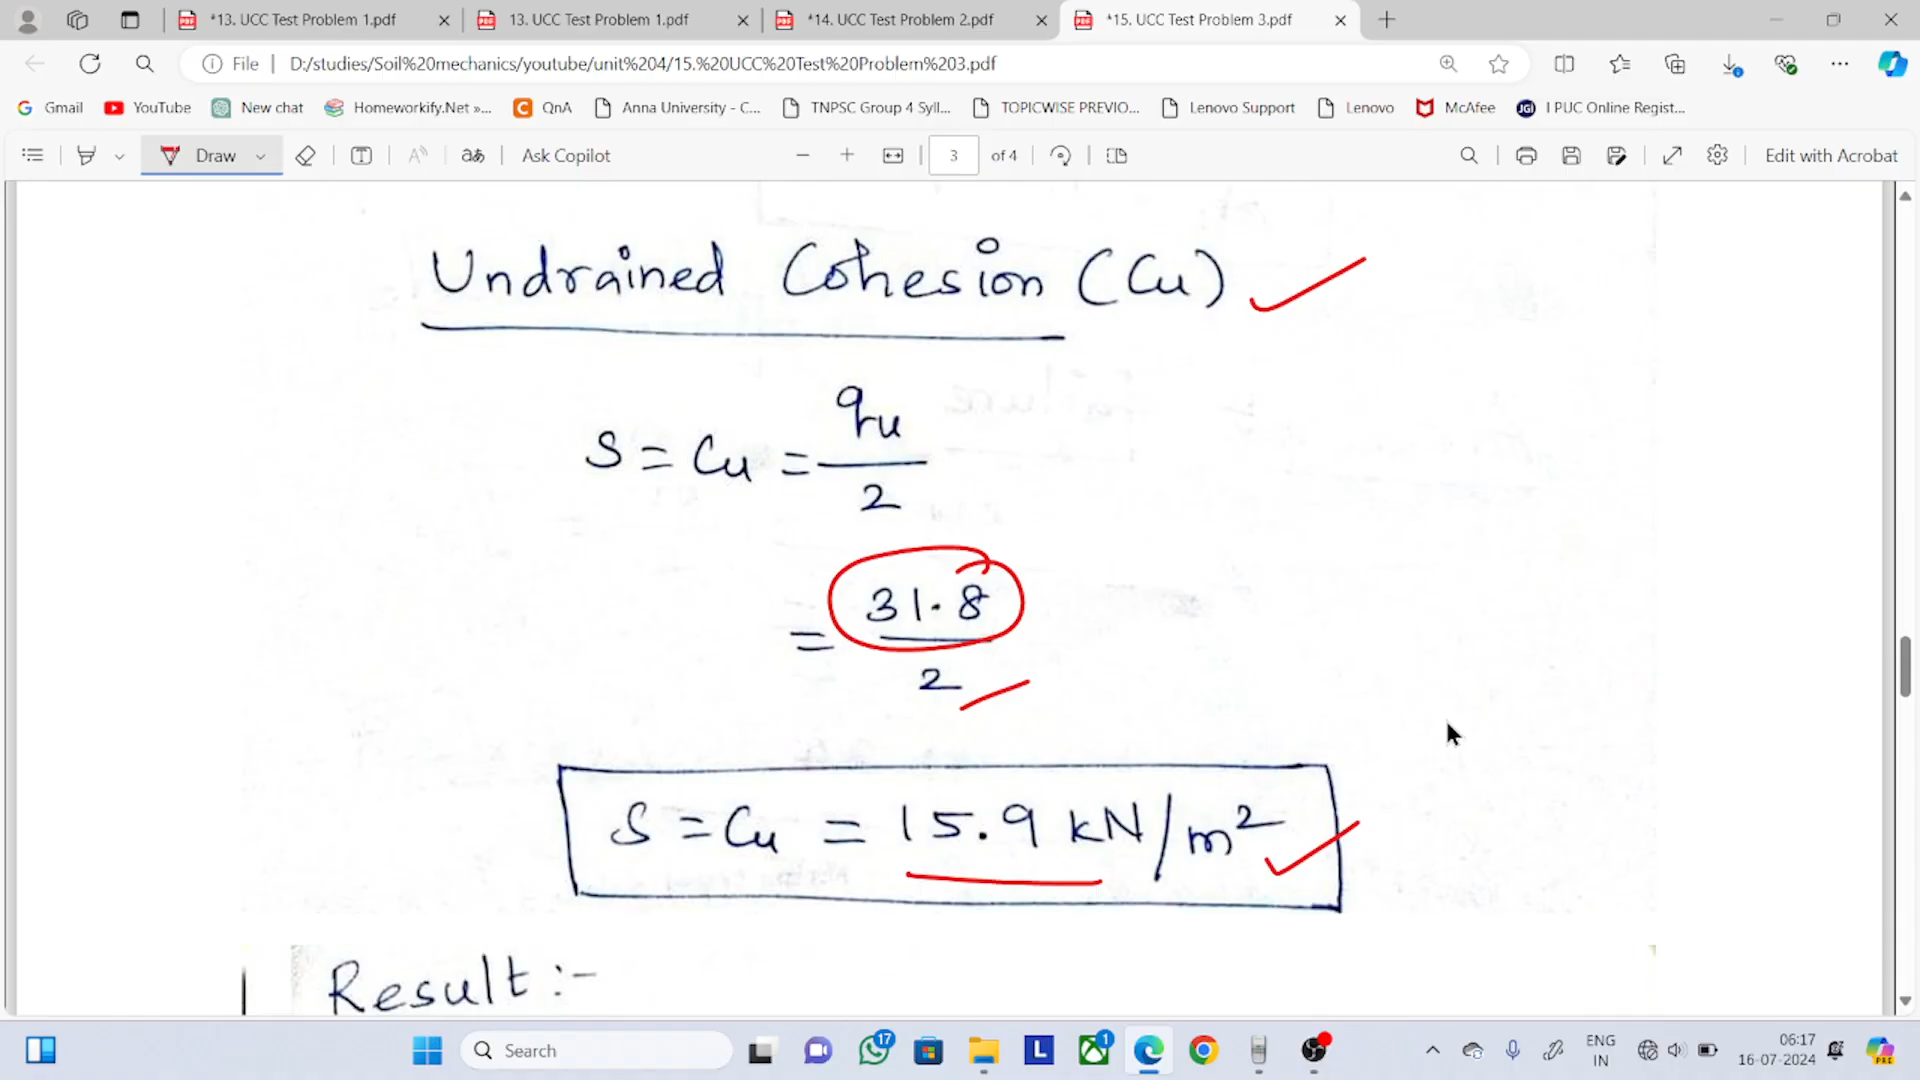 *13. UCC Test Problem 1.pdf
13. UCC Test Problem 1.pdf
*14. UCC Test Problem 2.pdf
*15. UCC Test Problem 3.pdf
File
D:/studies/Soil%20mechanics/youtube/unit%204/15.%20UCC%20Test%20Problem%203.pdf
Gmail
YouTube
New chat
Homeworkify.Net »...
QnA
Anna University - C...
TNPSC Group 4 Syll...
TOPICWISE PREVIO...
Lenovo Support
Lenovo
McAfee
I PUC Online Regist...
Draw
Ask Copilot
3 of 4
Edit with Acrobat
Undrained Cohesion (Cu)
S = Cu = qu / 2
= 31.8 / 2
S = Cu = 15.9 kN/m²
Result :-
Search
17
1
ENG
IN
06:17
16-07-2024